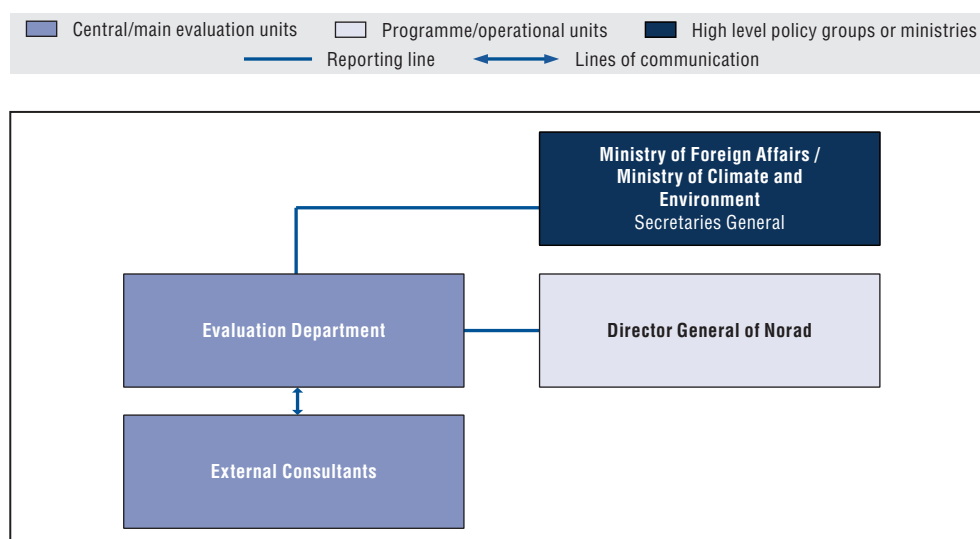 Central/main evaluation units Programme/operational units High level policy groups or ministries
Reporting line Lines of communication
Ministry of Foreign Affairs /
Ministry of Climate and
Environment
Secretaries General
Evaluation Department
Director General of Norad
External Consultants